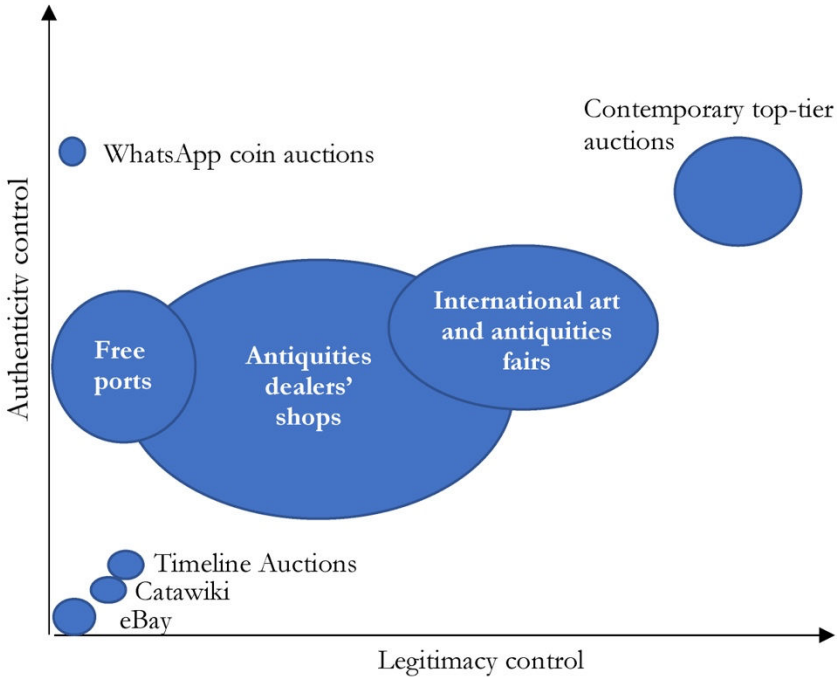 Contemporary top-tier
auctions
WhatsApp coin auctions
International art
and antiquities
fairs
Free
ports
Antiquities
dealers’
shops
Authenticity control
Timeline Auctions
Catawiki
eBay
Legitimacy control